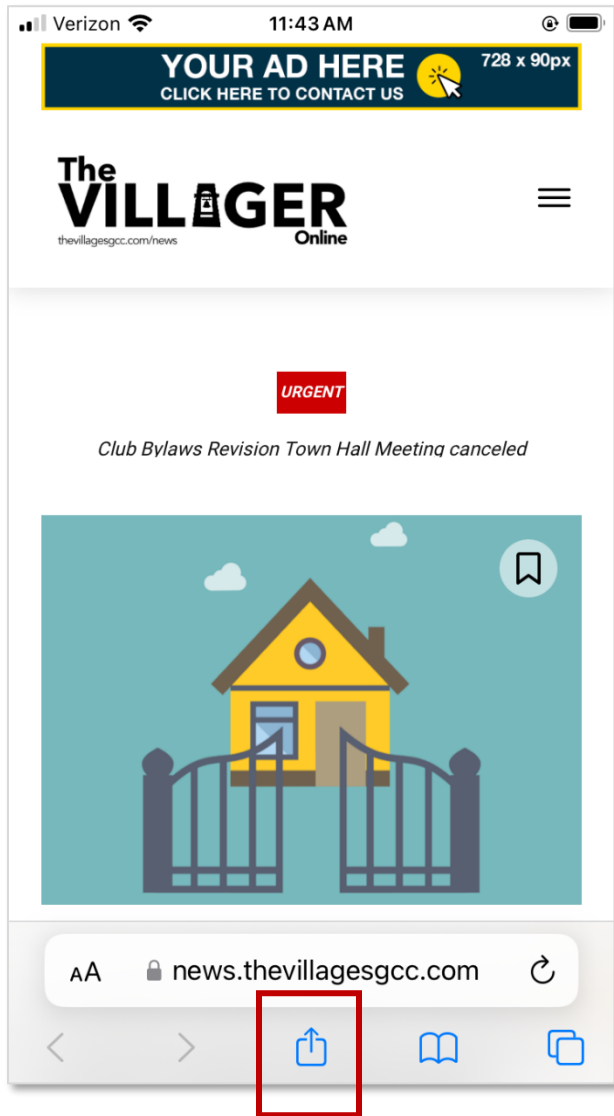 Verizon 11:43 AM
YOUR AD HERE 728 x 90px
CLICK HERE TO CONTACT US
The
VILLAGER
thevillagesgcc.com/news Online
URGENT
Club Bylaws Revision Town Hall Meeting canceled
AA news.thevillagesgcc.com